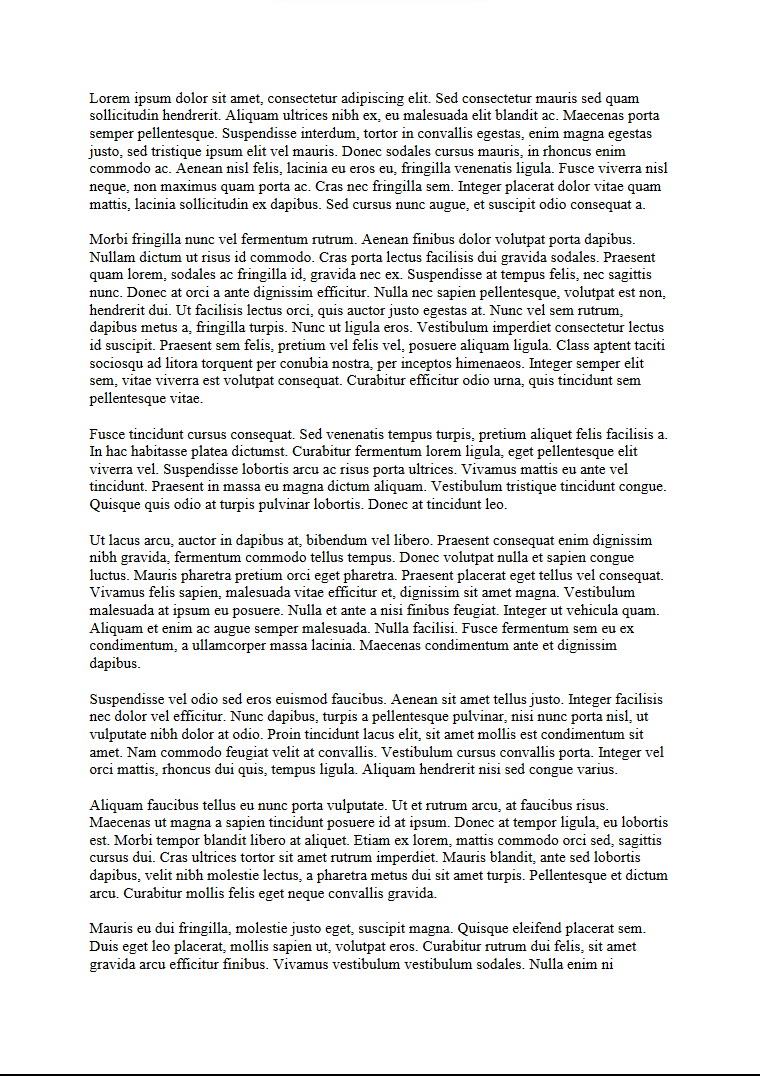 Lorem ipsum dolor sit amet, consectetur adipiscing elit. Sed consectetur mauris sed quam
sollicitudin hendrerit. Aliquam ultrices nibh ex, eu malesuada elit blandit ac. Maecenas porta
semper pellentesque. Suspendisse interdum, tortor in convallis egestas, enim magna egestas
justo, sed tristique ipsum elit vel mauris. Donec sodales cursus mauris, in rhoncus enim
commodo ac. Aenean nisl felis, lacinia eu eros eu, fringilla venenatis ligula. Fusce viverra nisl
neque, non maximus quam porta ac. Cras nec fringilla sem. Integer placerat dolor vitae quam
mattis, lacinia sollicitudin ex dapibus. Sed cursus nunc augue, et suscipit odio consequat a.
Morbi fringilla nunc vel fermentum rutrum. Aenean finibus dolor volutpat porta dapibus.
Nullam dictum ut risus id commodo. Cras porta lectus facilisis dui gravida sodales. Praesent
quam lorem, sodales ac fringilla id, gravida nec ex. Suspendisse at tempus felis, nec sagittis
nunc. Donec at orci a ante dignissim efficitur. Nulla nec sapien pellentesque, volutpat est non,
hendrerit dui. Ut facilisis lectus orci, quis auctor justo egestas at. Nunc vel sem rutrum,
dapibus metus a, fringilla turpis. Nunc ut ligula eros. Vestibulum imperdiet consectetur lectus
id suscipit. Praesent sem felis, pretium vel felis vel, posuere aliquam ligula. Class aptent taciti
sociosqu ad litora torquent per conubia nostra, per inceptos himenaeos. Integer semper elit
sem, vitae viverra est volutpat consequat. Curabitur efficitur odio urna, quis tincidunt sem
pellentesque vitae.
Fusce tincidunt cursus consequat. Sed venenatis tempus turpis, pretium aliquet felis facilisis a.
In hac habitasse platea dictumst. Curabitur fermentum lorem ligula, eget pellentesque elit
viverra vel. Suspendisse lobortis arcu ac risus porta ultrices. Vivamus mattis eu ante vel
tincidunt. Praesent in massa eu magna dictum aliquam. Vestibulum tristique tincidunt congue.
Quisque quis odio at turpis pulvinar lobortis. Donec at tincidunt leo.
Ut lacus arcu, auctor in dapibus at, bibendum vel libero. Praesent consequat enim dignissim
nibh gravida, fermentum commodo tellus tempus. Donec volutpat nulla et sapien congue
luctus. Mauris pharetra pretium orci eget pharetra. Praesent placerat eget tellus vel consequat.
Vivamus felis sapien, malesuada vitae efficitur et, dignissim sit amet magna. Vestibulum
malesuada at ipsum eu posuere. Nulla et ante a nisi finibus feugiat. Integer ut vehicula quam.
Aliquam et enim ac augue semper malesuada. Nulla facilisi. Fusce fermentum sem eu ex
condimentum, a ullamcorper massa lacinia. Maecenas condimentum ante et dignissim
dapibus.
Suspendisse vel odio sed eros euismod faucibus. Aenean sit amet tellus justo. Integer facilisis
nec dolor vel efficitur. Nunc dapibus, turpis a pellentesque pulvinar, nisi nunc porta nisl, ut
vulputate nibh dolor at odio. Proin tincidunt lacus elit, sit amet mollis est condimentum sit
amet. Nam commodo feugiat velit at convallis. Vestibulum cursus convallis porta. Integer vel
orci mattis, rhoncus dui quis, tempus ligula. Aliquam hendrerit nisi sed congue varius.
Aliquam faucibus tellus eu nunc porta vulputate. Ut et rutrum arcu, at faucibus risus.
Maecenas ut magna a sapien tincidunt posuere id at ipsum. Donec at tempor ligula, eu lobortis
est. Morbi tempor blandit libero at aliquet. Etiam ex lorem, mattis commodo orci sed, sagittis
cursus dui. Cras ultrices tortor sit amet rutrum imperdiet. Mauris blandit, ante sed lobortis
dapibus, velit nibh molestie lectus, a pharetra metus dui sit amet turpis. Pellentesque et dictum
arcu. Curabitur mollis felis eget neque convallis gravida.
Mauris eu dui fringilla, molestie justo eget, suscipit magna. Quisque eleifend placerat sem.
Duis eget leo placerat, mollis sapien ut, volutpat eros. Curabitur rutrum dui felis, sit amet
gravida arcu efficitur finibus. Vivamus vestibulum vestibulum sodales. Nulla enim ni